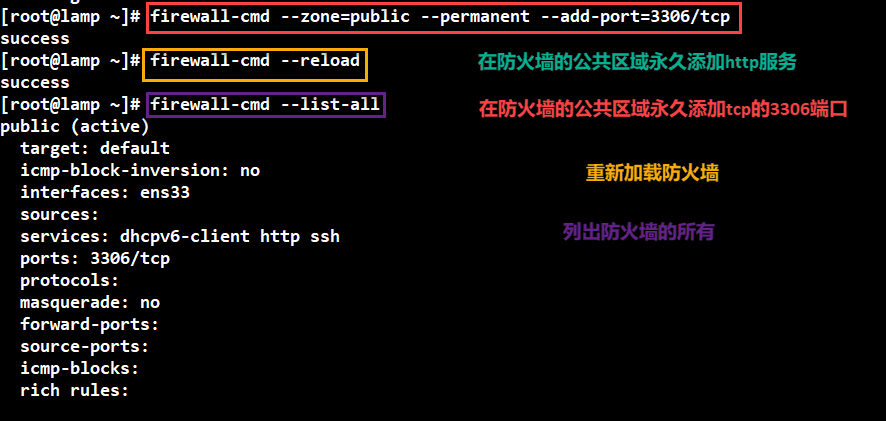 [root@lamp ~]# firewall-cmd --zone=public --permanent --add-port=3306/tcp
success
[root@lamp ~]# firewall-cmd --reload
在防火墙的公共区域永久添加http服务
success
[root@lamp ~]# firewall-cmd --list-all
在防火墙的公共区域永久添加tcp的3306端口
public (active)
target: default
icmp-block-inversion: no
重新加载防火墙
interfaces: ens33
sources:
services: dhcpv6-client http ssh
列出防火墙的所有
ports: 3306/tcp
protocols:
masquerade: no
forward-ports:
source-ports:
icmp-blocks:
rich rules: